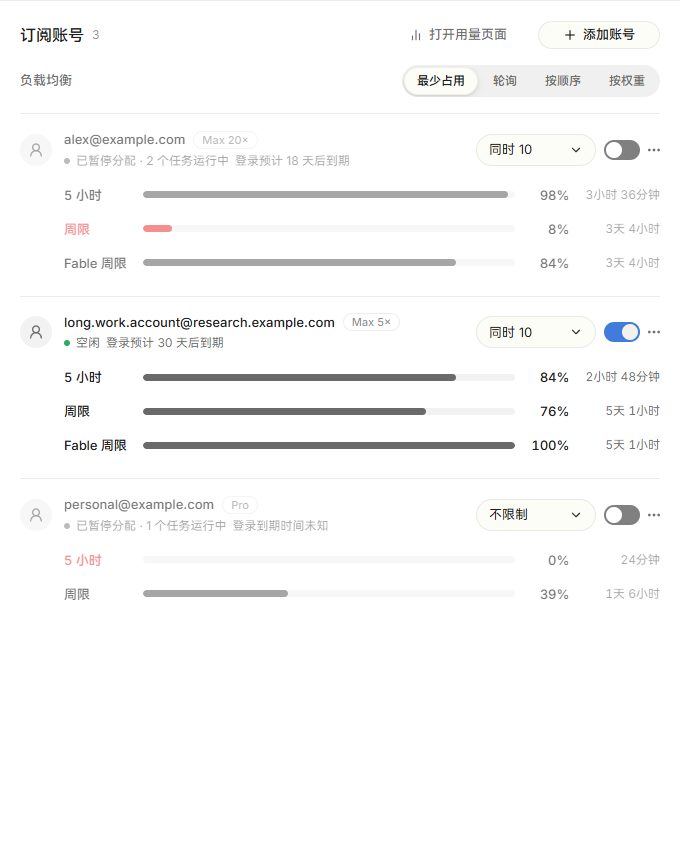 订阅账号 3 打开用量页面 + 添加账号
负载均衡 最少占用 轮询 按顺序 按权重
alex@example.com Max 20× 同时 10
已暂停分配 · 2 个任务运行中 登录预计 18 天后到期
5 小时 98% 3小时 36分钟
周限 8% 3天 4小时
Fable 周限 84% 3天 4小时
long.work.account@research.example.com Max 5× 同时 10
空闲 登录预计 30 天后到期
5 小时 84% 2小时 48分钟
周限 76% 5天 1小时
Fable 周限 100% 5天 1小时
personal@example.com Pro 不限制
已暂停分配 · 1 个任务运行中 登录到期时间未知
5 小时 0% 24分钟
周限 39% 1天 6小时